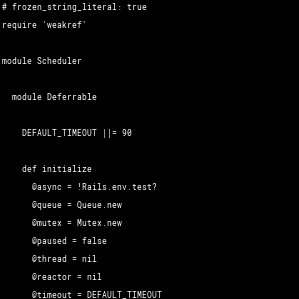 # frozen_string_literal: true
require 'weakref'
module Scheduler
module Deferrable
DEFAULT_TIMEOUT ||= 90
def initialize
@async = !Rails.env.test?
@queue = Queue.new
@mutex = Mutex.new
@paused = false
@thread = nil
@reactor = nil
@timeout = DEFAULT_TIMEOUT